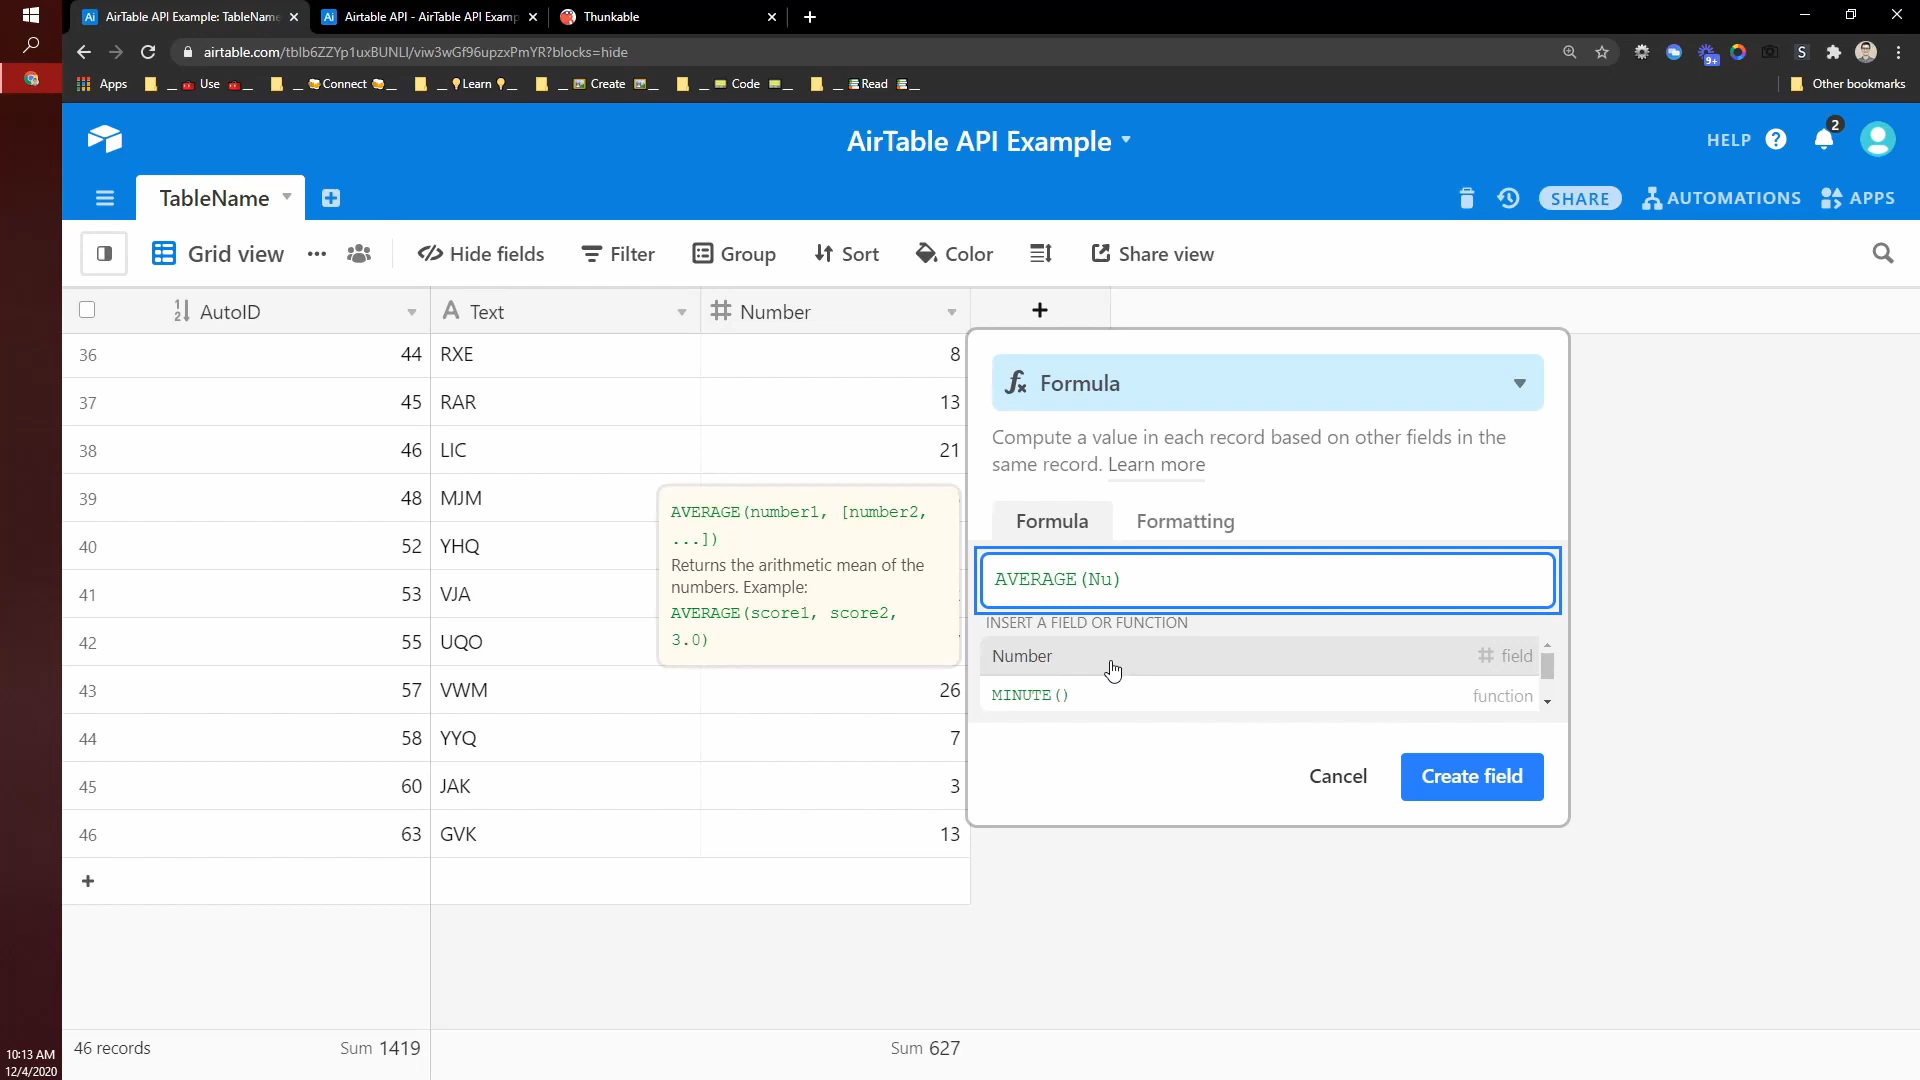 AirTable API Example: TableName
Airtable API - AirTable API Examp
Thunkable
airtable.com/tblb6ZZYp1uxBUNLI/viw3wGf96upzxPmYR?blocks=hide
9+
S
Apps
_ Use _
_ Connect _
_ Learn _
_ Create _
_ Code _
_ Read _
Other bookmarks
AirTable API Example
HELP
2
TableName
SHARE
AUTOMATIONS
APPS
Grid view
Hide fields
Filter
Group
Sort
Color
Share view
AutoID
Text
Number
36 44 RXE 8
37 45 RAR 13
38 46 LIC 21
39 48 MJM
40 52 YHQ
41 53 VJA
42 55 UQO
43 57 VWM 26
44 58 YYQ 7
45 60 JAK 3
46 63 GVK 13
AVERAGE(number1, [number2,
...])
Returns the arithmetic mean of the
numbers. Example:
AVERAGE(score1, score2,
3.0)
Formula
Compute a value in each record based on other fields in the
same record. Learn more
Formula
Formatting
AVERAGE(Nu)
INSERT A FIELD OR FUNCTION
Number # field
MINUTE() function
Cancel
Create field
46 records
Sum 1419
Sum 627
10:13 AM
12/4/2020